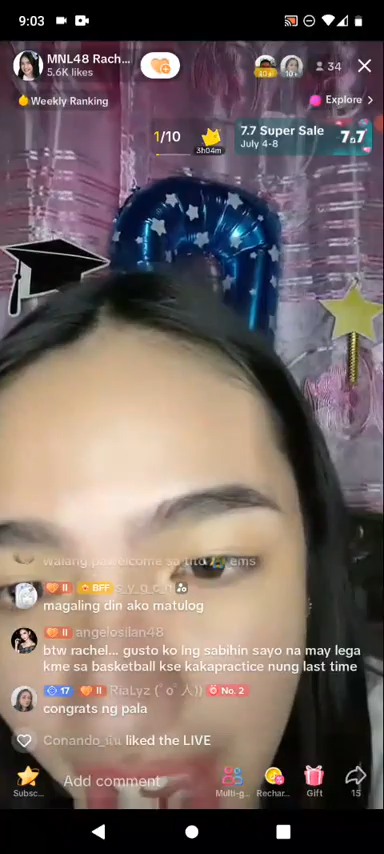 9:03
MNL48 Rach...
5.6K likes
34
Weekly Ranking
Explore
1/10
3h04m
7.7 Super Sale
July 4-8
7.7
BFF
magaling din ako matulog
angelosilan48
btw rachel... gusto ko lng sabihin sayo na may lega
kme sa basketball kse kakapractice nung last time
17 RiaLyz (´o` 人)) No. 2
congrats ng pala
liked the LIVE
Add comment
Subsc...
Multi-g...
Rechar...
Gift
15